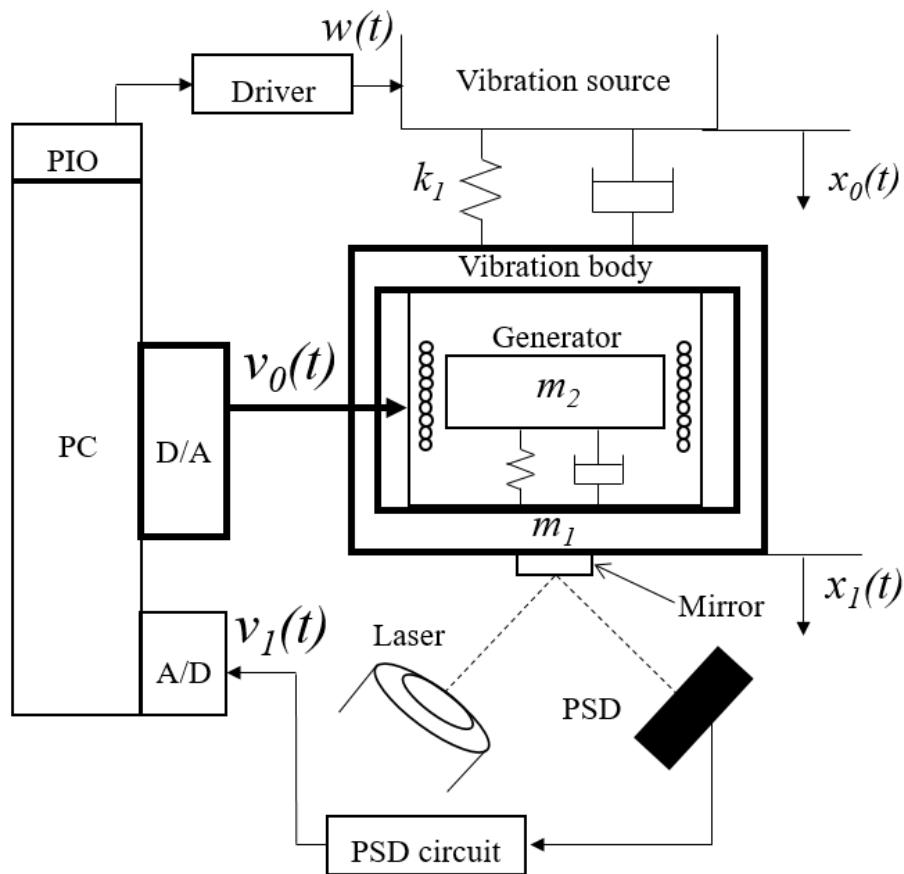 w(t)
Vibration source
Driver
PIO
k1
x0(t)
Vibration body
Generator
v0(t)
m2
PC
D/A
m1
x1(t)
Mirror
v1(t)
Laser
A/D
PSD
PSD circuit